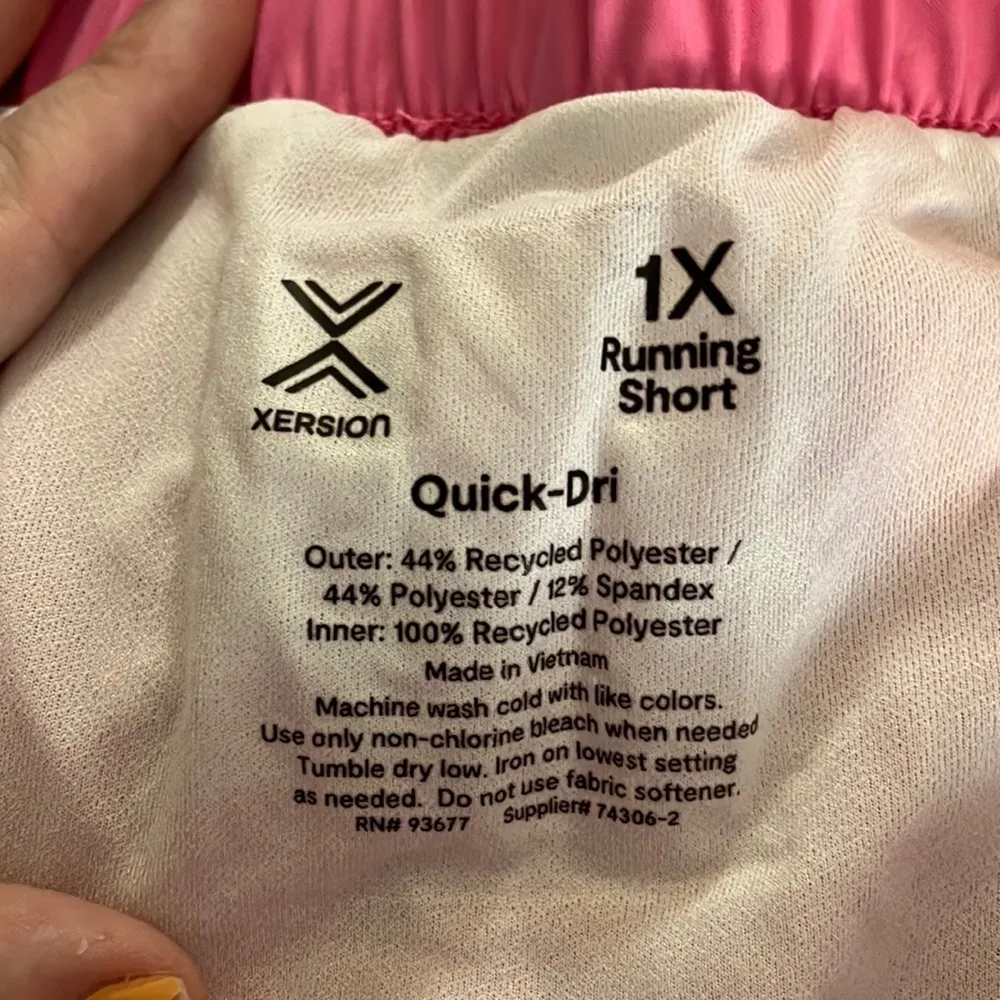 XERSION
1X
Running
Short
Quick-Dri
Outer: 44% Recycled Polyester /
44% Polyester / 12% Spandex
Inner: 100% Recycled Polyester
Made in Vietnam
Machine wash cold with like colors.
Use only non-chlorine bleach when needed
Tumble dry low. Iron on lowest setting
as needed. Do not use fabric softener.
RN# 93677 Supplier# 74306-2